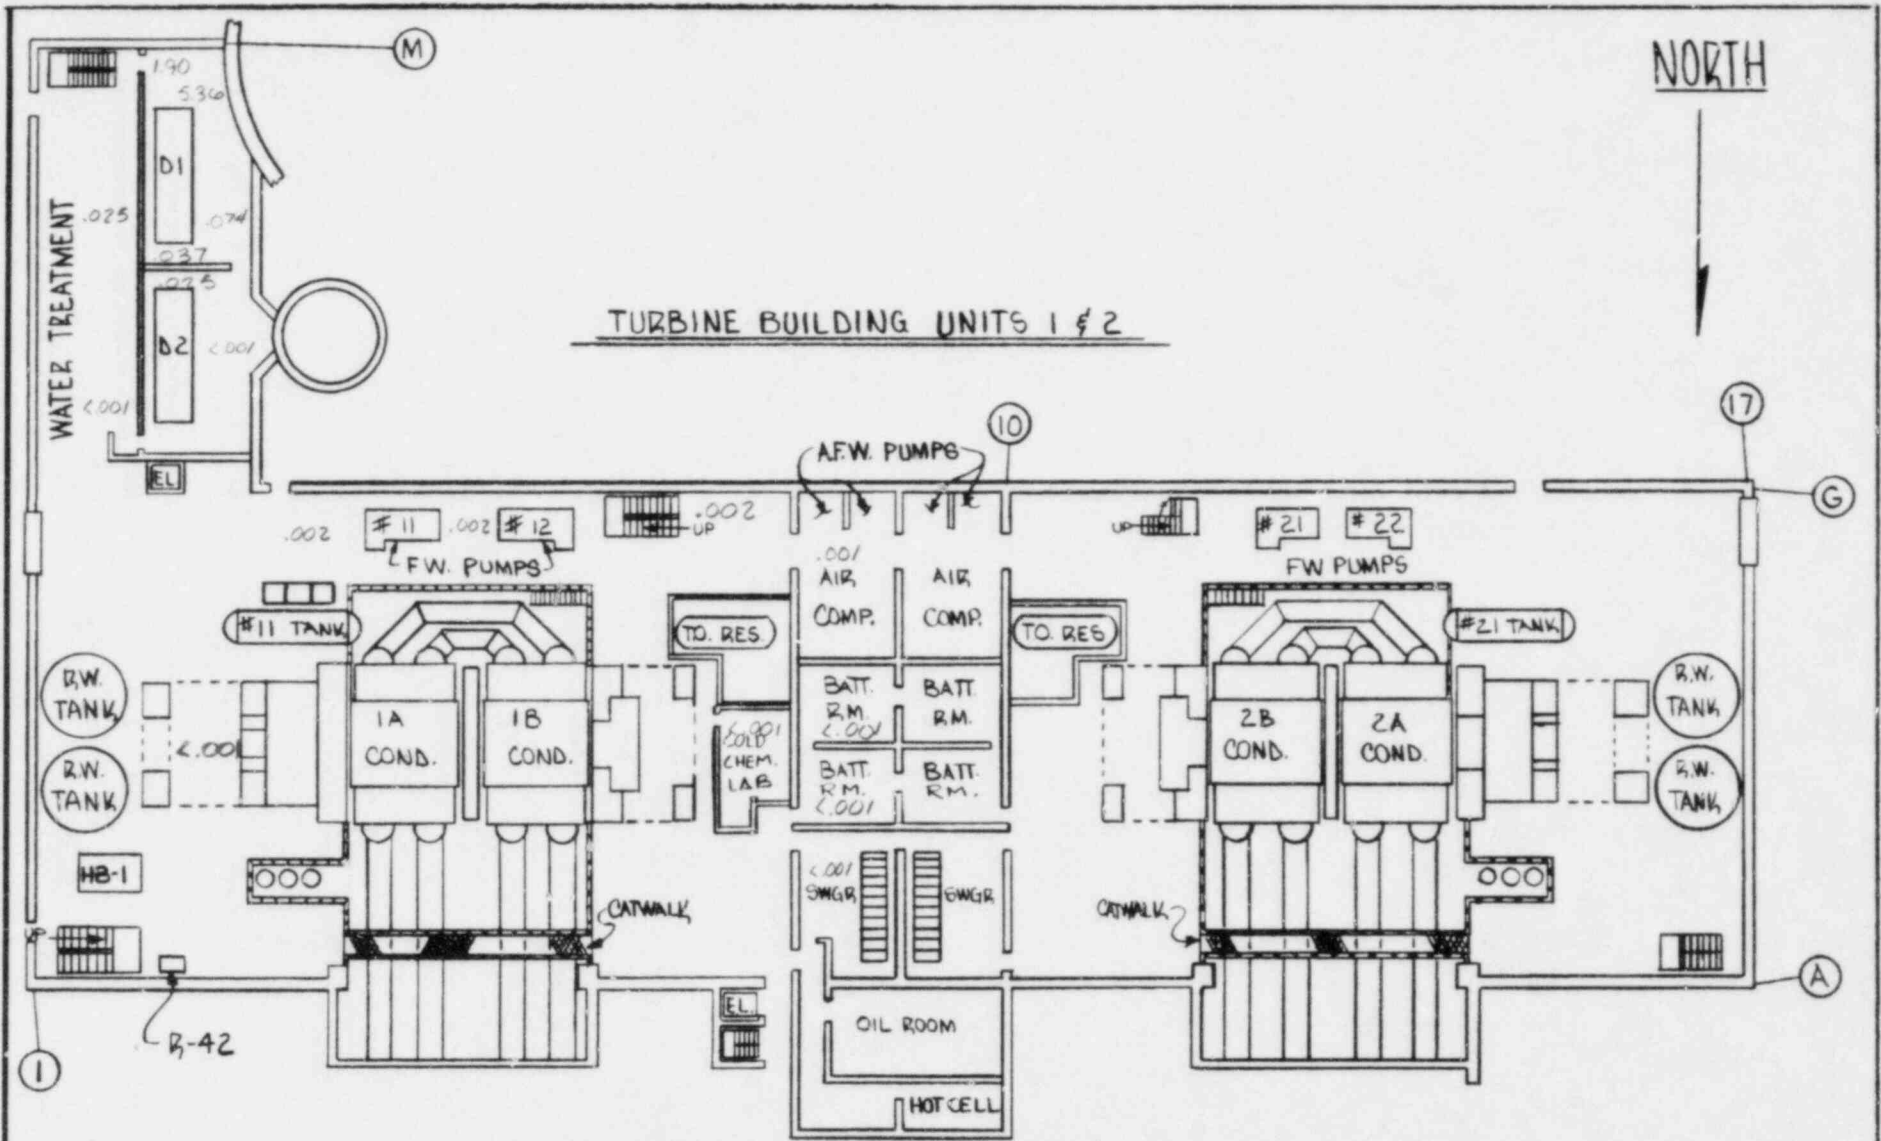 M
NORTH
1.90
5.36
D1
WATER TREATMENT
.025
.074
.037
.025
D2
<.001
<.001
TURBINE BUILDING UNITS 1 & 2
17
10
A.F.W. PUMPS
EL.
G
.002
#11
.002
#12
UP
.002
UP
#21
#22
F.W. PUMPS
FW PUMPS
.001
AIR
COMP.
AIR
COMP.
#11 TANK
TO. RES.
TO. RES
#21 TANK
R.W.
TANK
<.001
R.W.
TANK
1A
COND.
1B
COND.
<.001
COLD
CHEM.
LAB
BATT.
RM.
<.001
BATT.
RM.
BATT.
RM.
<.001
BATT.
RM.
2B
COND.
2A
COND.
R.W.
TANK
R.W.
TANK
HB-1
<.001
SWGR
SWGR
CATWALK
CATWALK
UP
A
EL.
OIL ROOM
R-42
1
HOT CELL